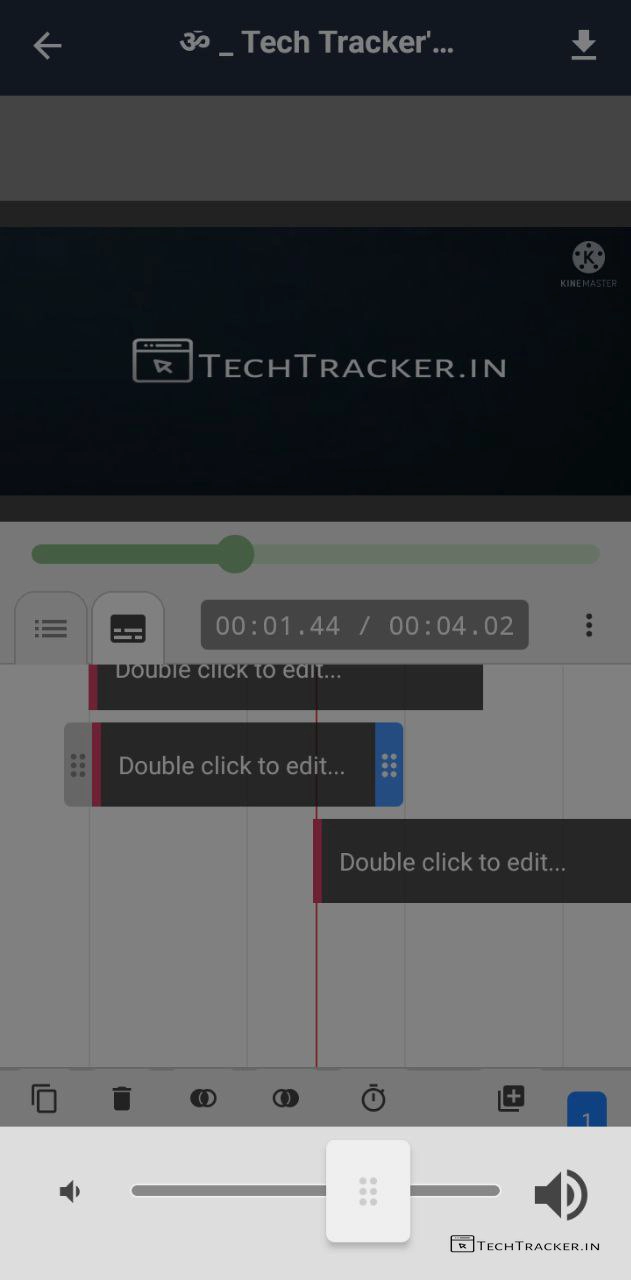 ॐ _ Tech Tracker'...
K
KINEMASTER
TECHTRACKER.IN
00:01.44 / 00:04.02
Double click to edit...
Double click to edit...
Double click to edit...
1
TECHTRACKER.IN